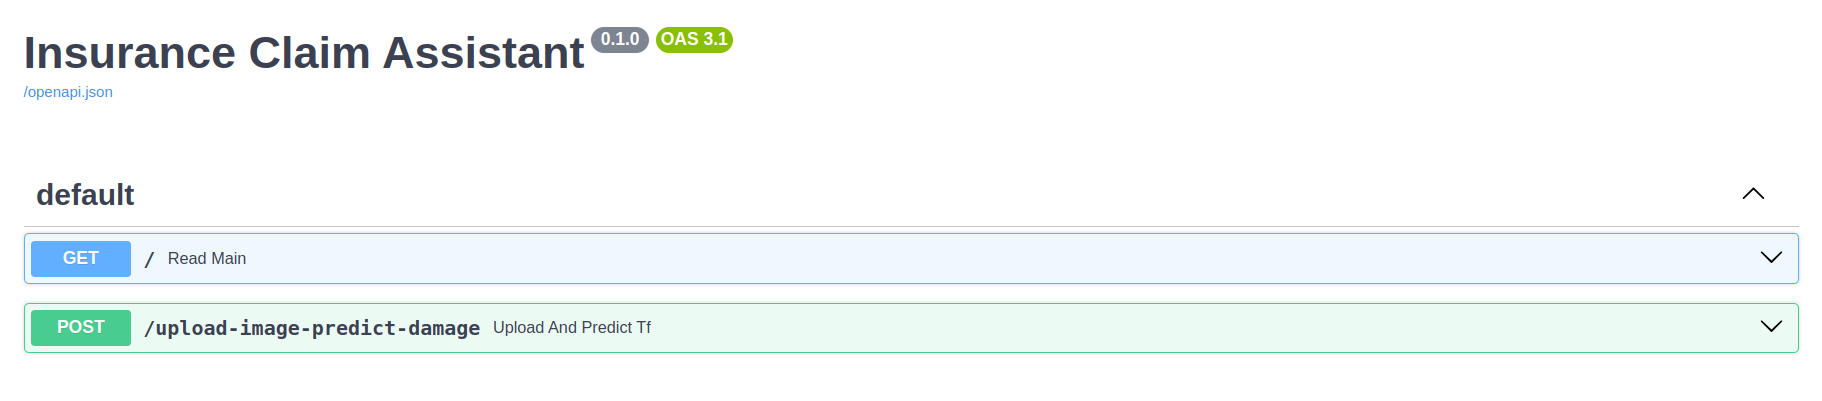 Insurance Claim Assistant 0.1.0 OAS 3.1
/openapi.json
default
GET / Read Main
POST /upload-image-predict-damage Upload And Predict Tf